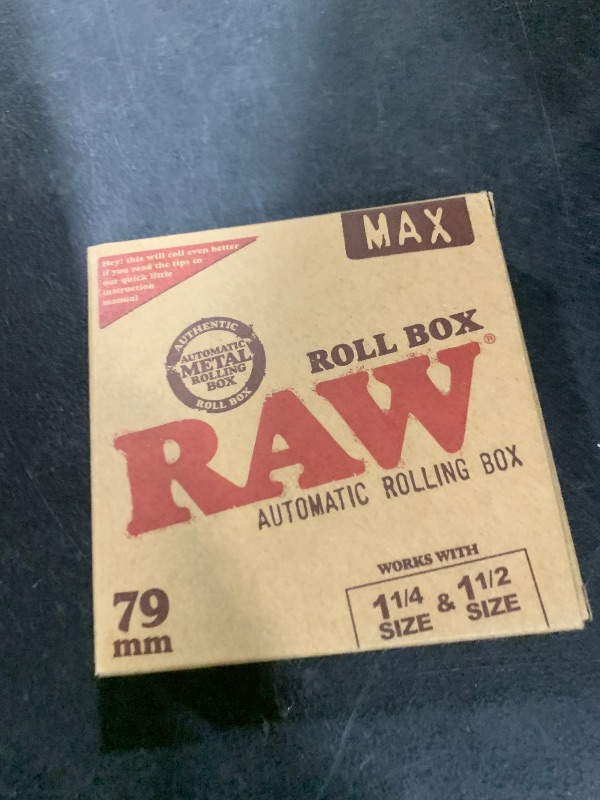 MAX
Hey! this will roll even better
if you read the tips in
our quick little
instruction
manual
AUTHENTIC
AUTOMATIC
METAL
ROLLING
BOX
ROLL BOX
ROLL BOX
RAW®
AUTOMATIC ROLLING BOX
79
mm
WORKS WITH
1 1/4 & 1 1/2
SIZE SIZE